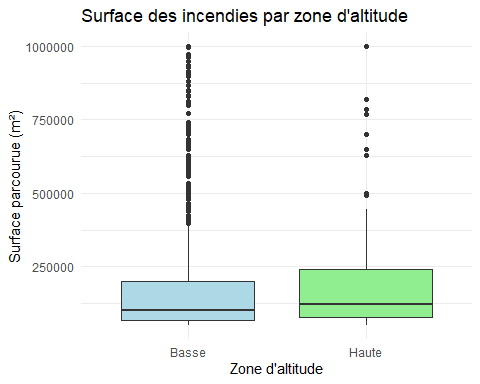 Surface des incendies par zone d'altitude
Surface parcourue (m²)
1000000
750000
500000
250000
Basse
Haute
Zone d'altitude